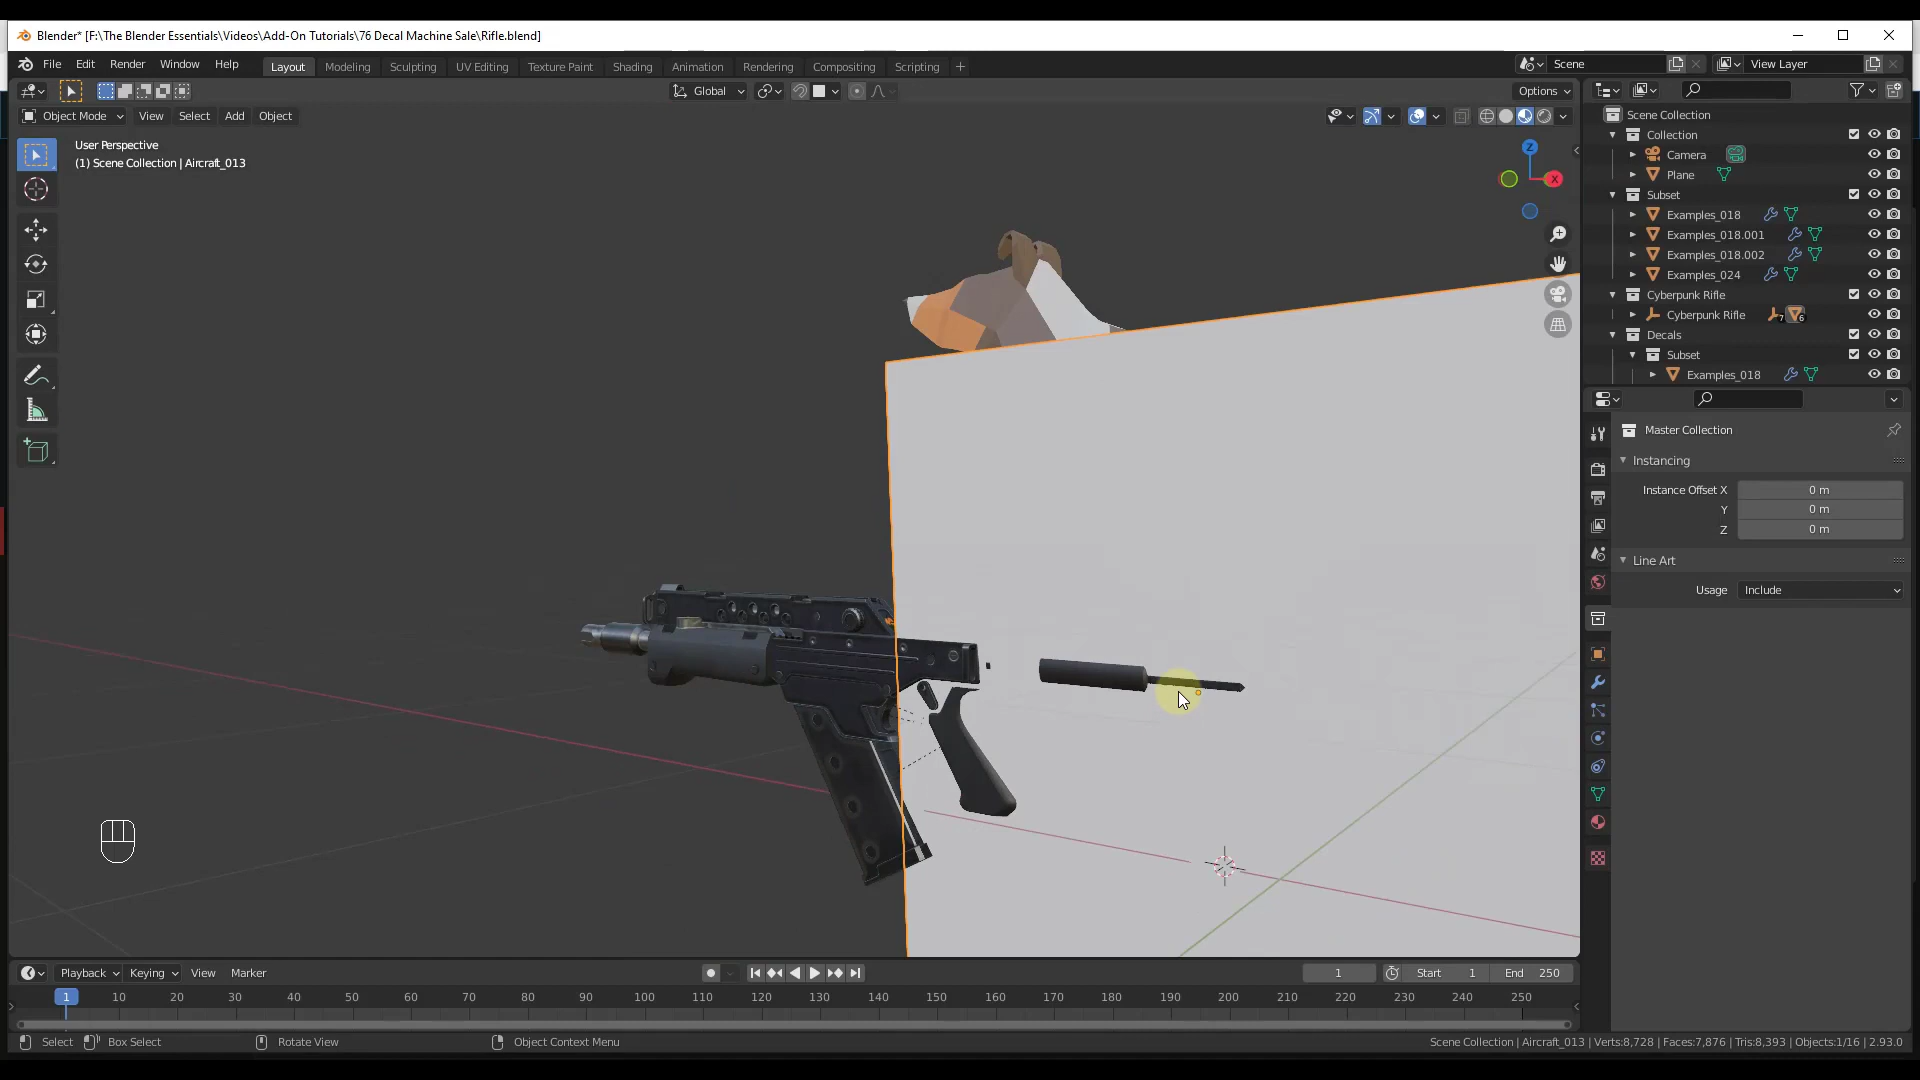 Blender* [F:\The Blender Essentials\Videos\Add-On Tutorials\76 Decal Machine Sale\Rifle.blend]
File Edit Render Window Help Layout Modeling Sculpting UV Editing Texture Paint Shading Animation Rendering Compositing Scripting + Scene View Layer
Global Options
Object Mode View Select Add Object
User Perspective
(1) Scene Collection | Aircraft_013
Z
X
Scene Collection
Collection
Camera
Plane
Subset
Examples_018
Examples_018.001
Examples_018.002
Examples_024
Cyberpunk Rifle
Cyberpunk Rifle 7 6
Decals
Subset
Examples_018
Master Collection
Instancing
Instance Offset X 0 m
Y 0 m
Z 0 m
Line Art
Usage Include
Playback Keying View Marker 1 Start 1 End 250
1 10 20 30 40 50 60 70 80 90 100 110 120 130 140 150 160 170 180 190 200 210 220 230 240 250
Select Box Select Rotate View Object Context Menu Scene Collection | Aircraft_013 | Verts:8,728 | Faces:7,876 | Tris:8,393 | Objects:1/16 | 2.93.0